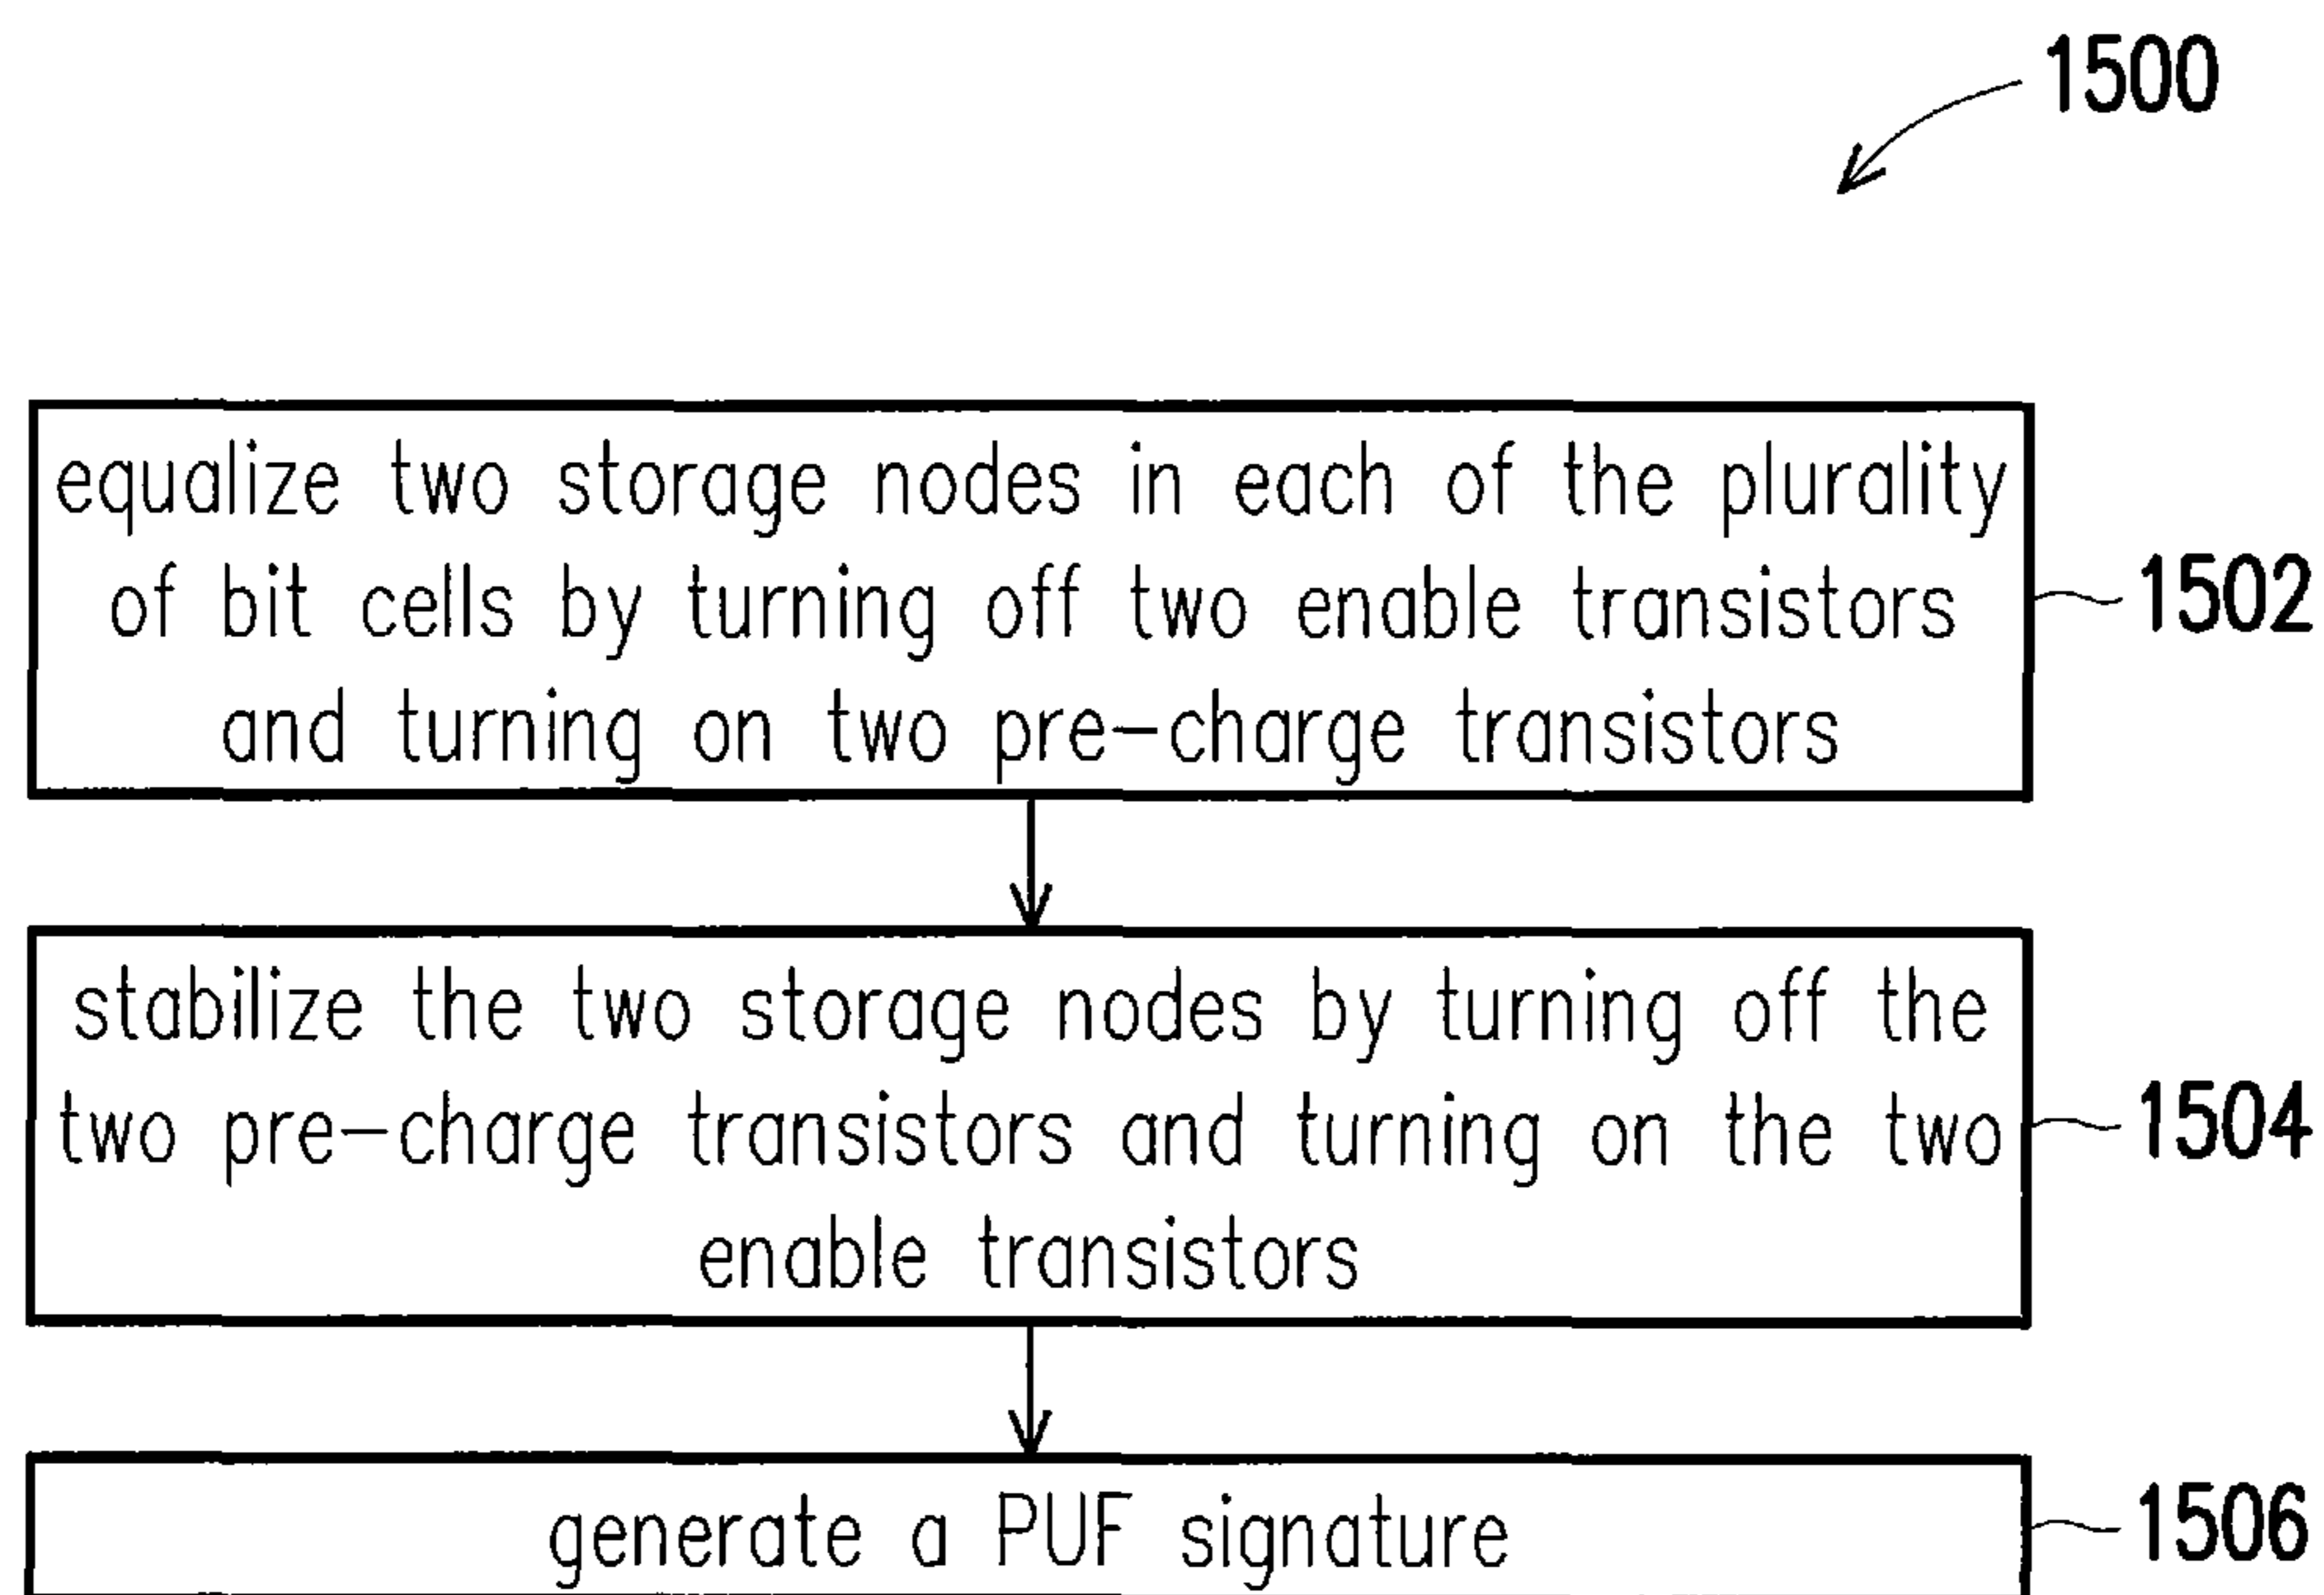 1500
equalize two storage nodes in each of the plurality
of bit cells by turning off two enable transistors
and turning on two pre-charge transistors
1502
stabilize the two storage nodes by turning off the
two pre-charge transistors and turning on the two
enable transistors
1504
generate a PUF signature
1506